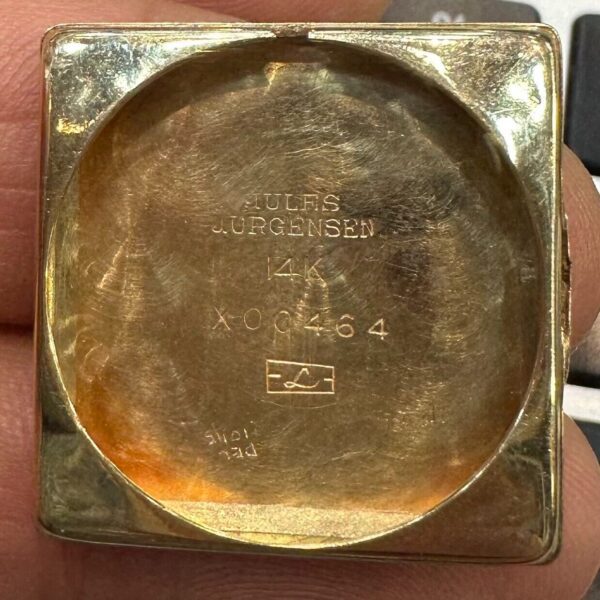 JULES
JURGENSEN
14K
X00464
-L-